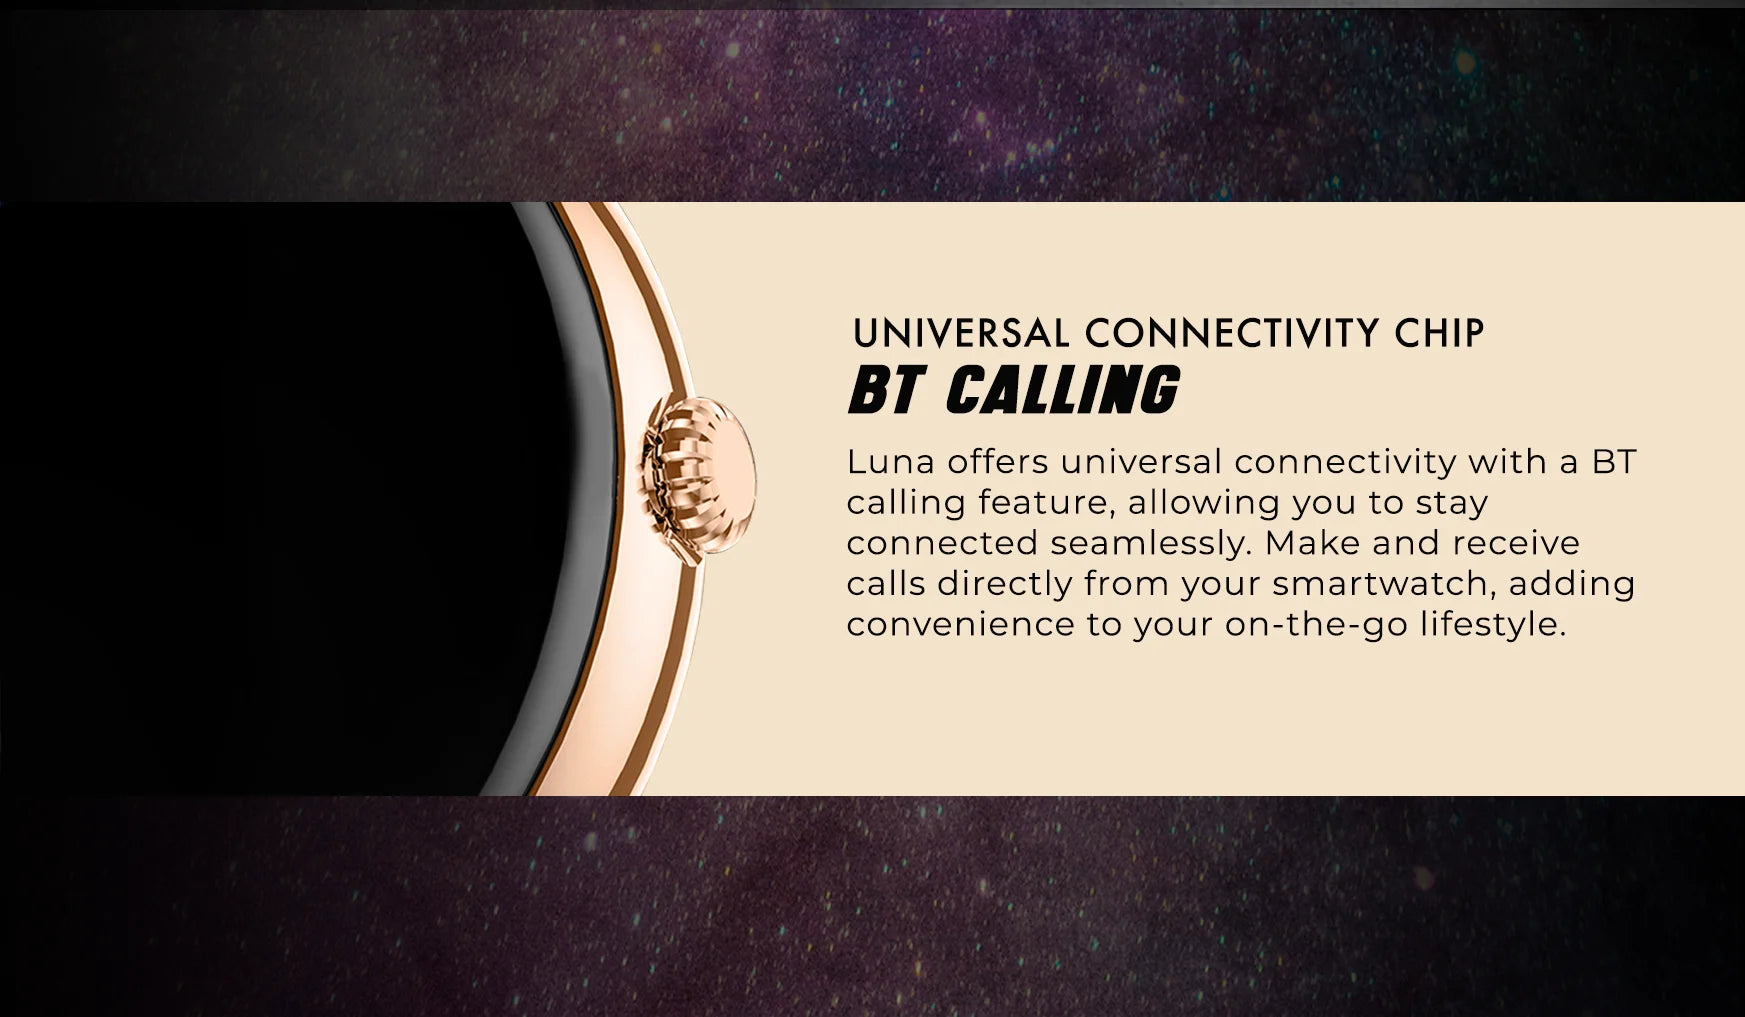 UNIVERSAL CONNECTIVITY CHIP
BT CALLING
Luna offers universal connectivity with a BT
calling feature, allowing you to stay
connected seamlessly. Make and receive
calls directly from your smartwatch, adding
convenience to your on-the-go lifestyle.